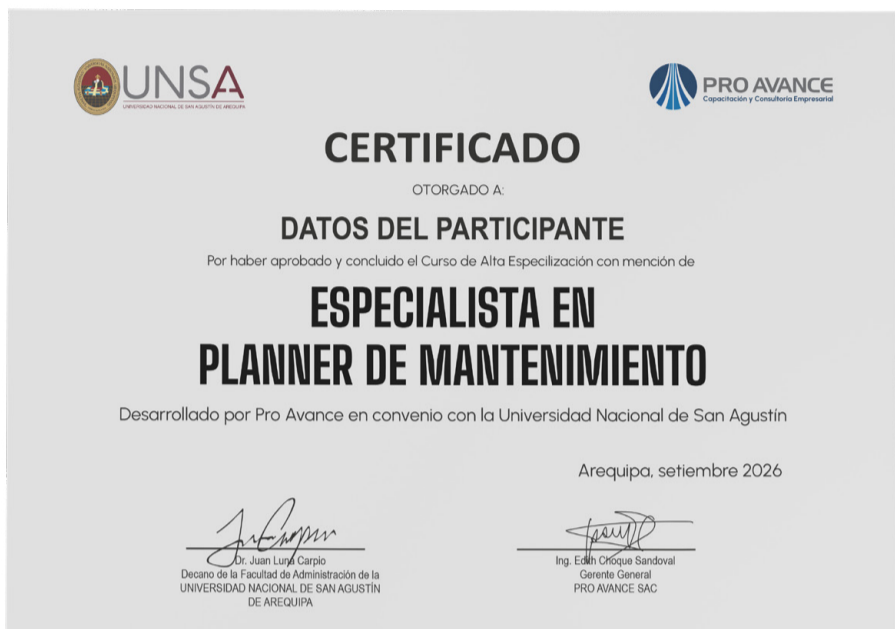 UNSA
UNIVERSIDAD NACIONAL DE SAN AGUSTÍN DE AREQUIPA
PRO AVANCE
Capacitación y Consultoría Empresarial
CERTIFICADO
OTORGADO A:
DATOS DEL PARTICIPANTE
Por haber aprobado y concluido el Curso de Alta Especilización con mención de
ESPECIALISTA EN
PLANNER DE MANTENIMIENTO
Desarrollado por Pro Avance en convenio con la Universidad Nacional de San Agustín
Arequipa, setiembre 2026
Dr. Juan Luna Carpio
Decano de la Facultad de Administración de la
UNIVERSIDAD NACIONAL DE SAN AGUSTÍN
DE AREQUIPA
Ing. Edith Choque Sandoval
Gerente General
PRO AVANCE SAC